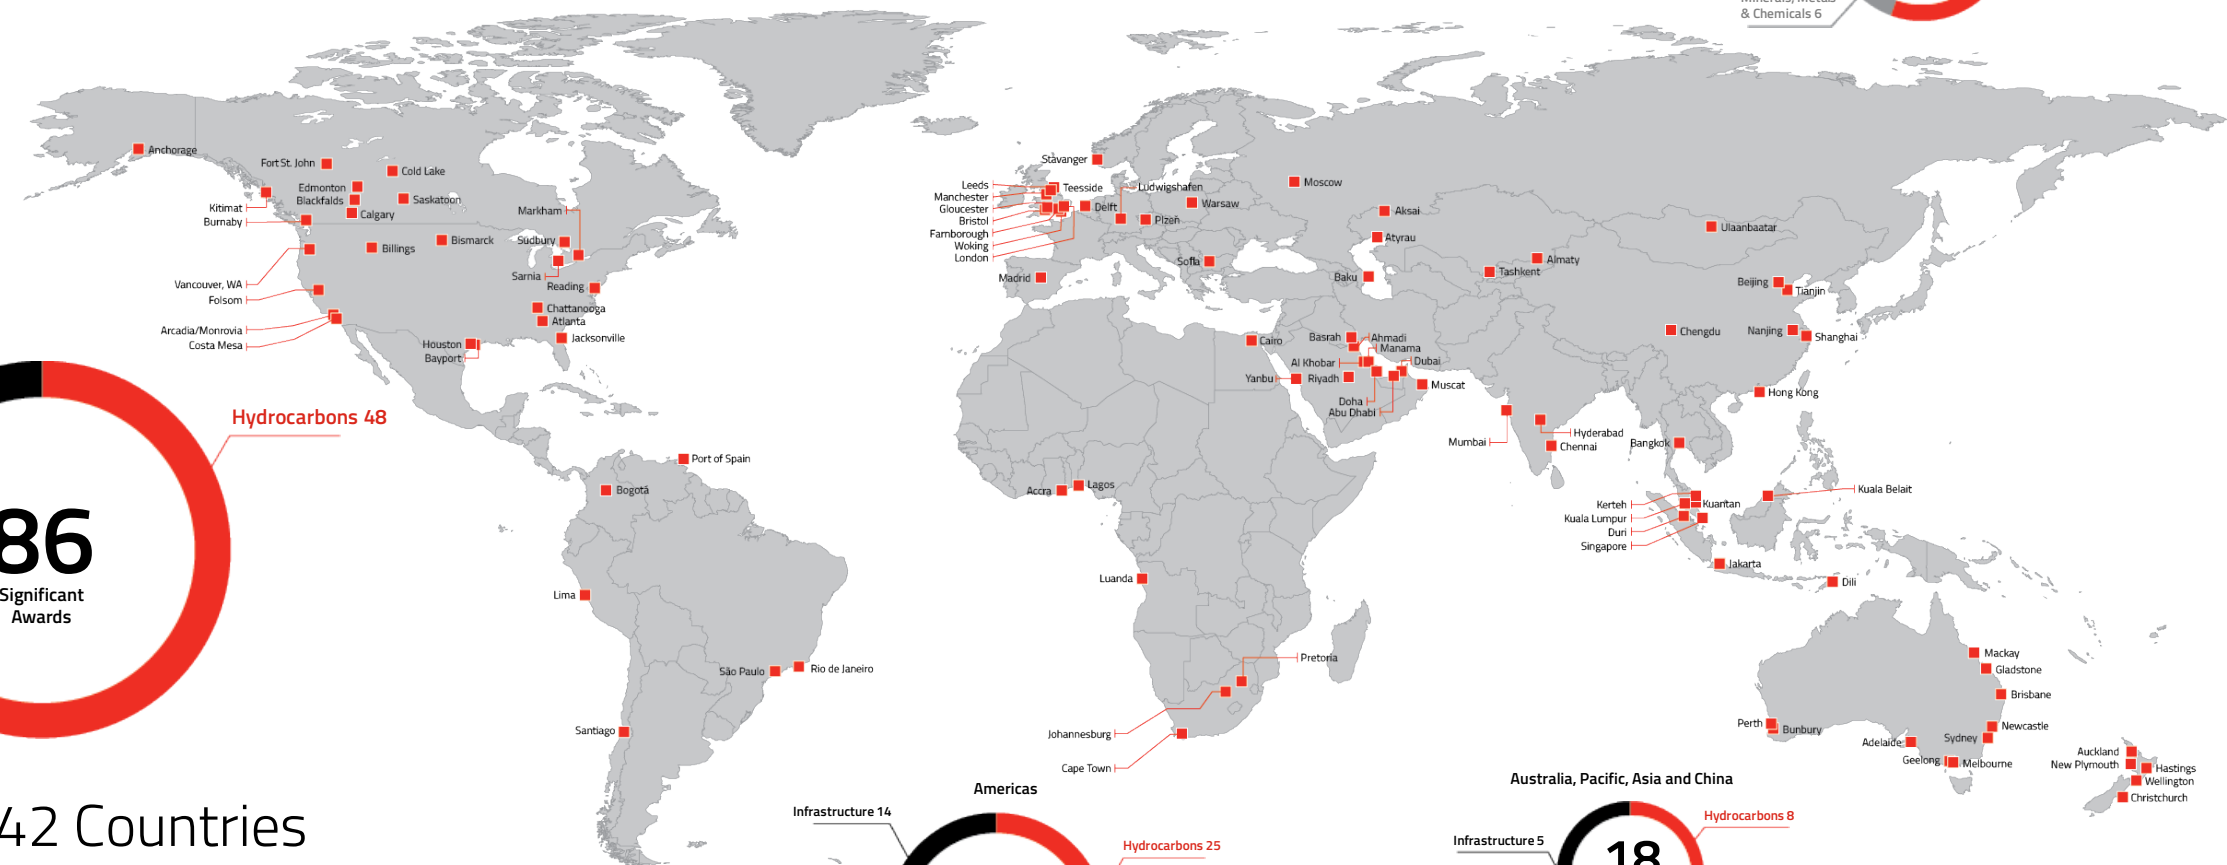 Minerals, Metals
& Chemicals 6
Anchorage
Fort St. John
Cold Lake
Edmonton
Blackfalds
Saskatoon
Calgary
Kitimat
Burnaby
Markham
Sudbury
Bismarck
Billings
Sarnia
Reading
Vancouver, WA
Folsom
Chattanooga
Atlanta
Arcadia/Monrovia
Costa Mesa
Jacksonville
Houston
Bayport
Stavanger
Leeds
Teesside
Manchester
Gloucester
Bristol
Farnborough
Woking
London
Ludwigshafen
Delft
Warsaw
Plzeň
Sofia
Madrid
Moscow
Aksai
Atyrau
Baku
Tashkent
Almaty
Ulaanbaatar
Beijing
Tianjin
Chengdu
Nanjing
Shanghai
Hong Kong
Cairo
Basrah
Ahmadi
Manama
Al Khobar
Dubai
Yanbu
Riyadh
Muscat
Doha
Abu Dhabi
Mumbai
Hyderabad
Chennai
Bangkok
Hydrocarbons 48
86
Significant
Awards
42 Countries
Port of Spain
Bogotá
Lima
São Paulo
Rio de Janeiro
Santiago
Accra
Lagos
Luanda
Pretoria
Johannesburg
Cape Town
Kerteh
Kuantan
Kuala Lumpur
Duri
Singapore
Kuala Belait
Jakarta
Dili
Mackay
Gladstone
Brisbane
Perth
Bunbury
Newcastle
Sydney
Adelaide
Geelong
Melbourne
Auckland
New Plymouth
Hastings
Wellington
Christchurch
Americas
Infrastructure 14
Hydrocarbons 25
Australia, Pacific, Asia and China
Infrastructure 5
Hydrocarbons 8
18